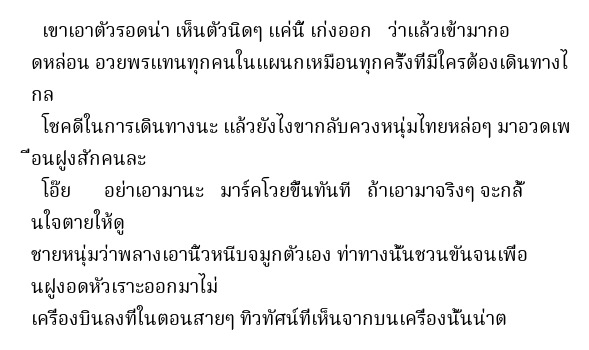 เขาเอาตัวรอดน่า เห็นตัวนิดๆ แค่นี้ เก่งออก ว่าแล้วเข้ามากอ
ดหล่อน อวยพรแทนทุกคนในแผนกเหมือนทุกครั้งที่มีใครต้องเดินทางไ
กล
โชคดีในการเดินทางนะ แล้วยังไงขากลับควงหนุ่มไทยหล่อๆ มาอวดเพ
ื่อนฝูงสักคนละ
โอ๊ย อย่าเอามานะ มาร์คโวยขึ้นทันที ถ้าเอามาจริงๆ จะกลั้
นใจตายให้ดู
ชายหนุ่มว่าพลางเอานิ้วหนีบจมูกตัวเอง ท่าทางนั้นชวนขันจนเพื่อ
นฝูงอดหัวเราะออกมาไม่
เครื่องบินลงที่ในตอนสายๆ ทิวทัศน์ที่เห็นจากบนเครื่องนั้นน่าต